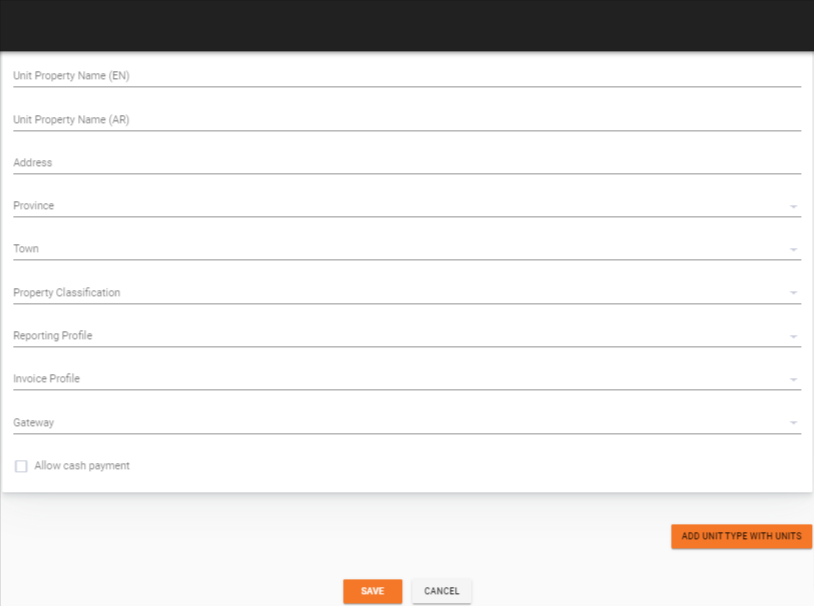 Unit Property Name (EN)
Unit Property Name (AR)
Address
Province
Town
Property Classification
Reporting Profile
Invoice Profile
Gateway
Allow cash payment
ADD UNIT TYPE WITH UNITS
SAVE CANCEL